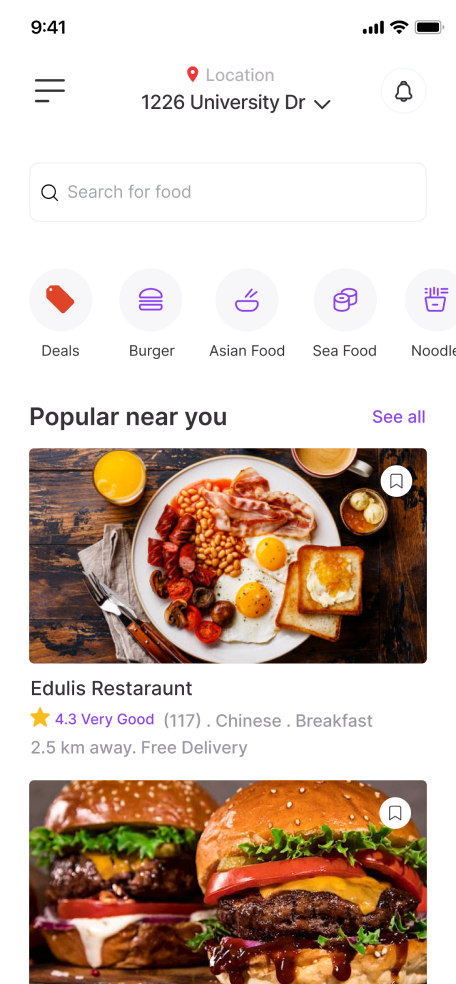 9:41
Location
1226 University Dr
Search for food
Deals Burger Asian Food Sea Food Noodle
Popular near you See all
Edulis Restaraunt
4.3 Very Good (117) . Chinese . Breakfast
2.5 km away. Free Delivery